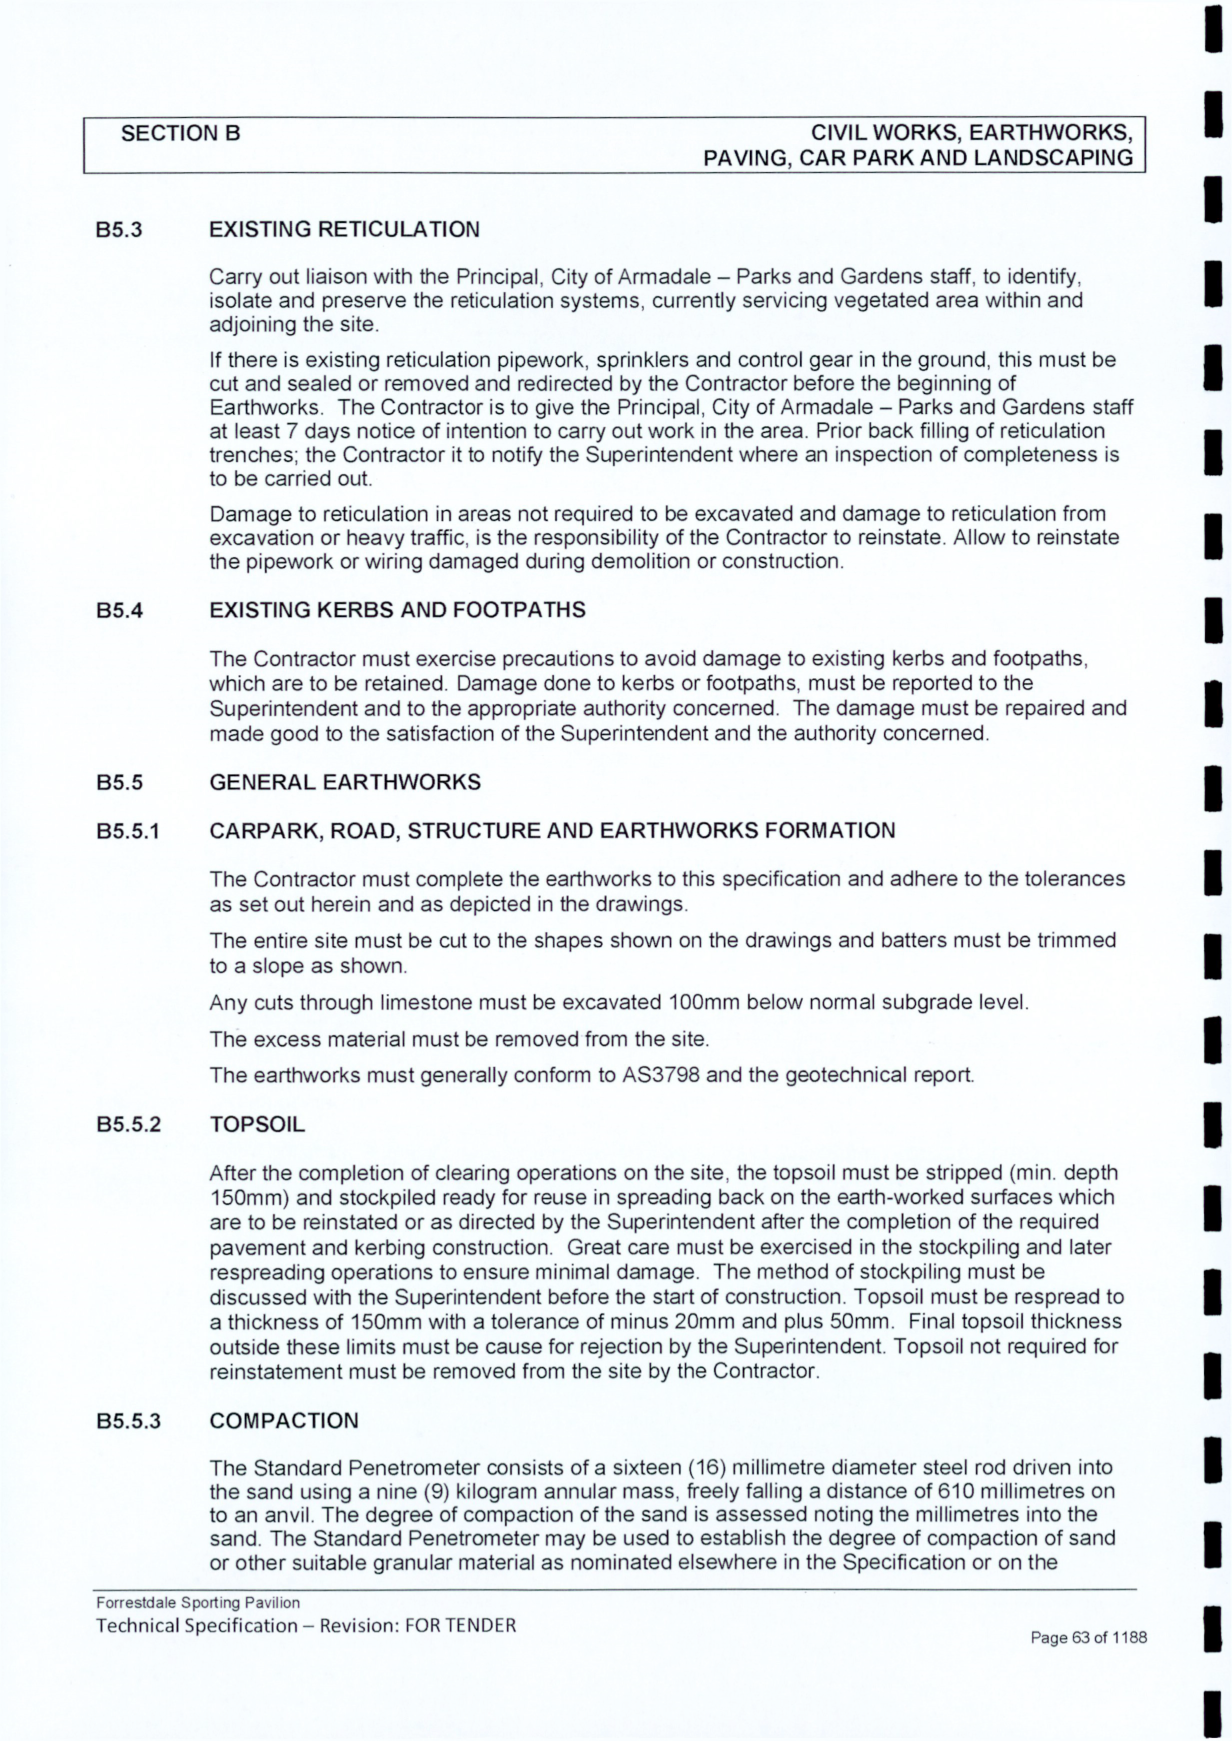 SECTION B
CIVIL WORKS, EARTHWORKS,
PAVING, CAR PARK AND LANDSCAPING
B5.3 EXISTING RETICULATION
Carry out liaison with the Principal, City of Armadale – Parks and Gardens staff, to identify,
isolate and preserve the reticulation systems, currently servicing vegetated area within and
adjoining the site.
If there is existing reticulation pipework, sprinklers and control gear in the ground, this must be
cut and sealed or removed and redirected by the Contractor before the beginning of
Earthworks. The Contractor is to give the Principal, City of Armadale – Parks and Gardens staff
at least 7 days notice of intention to carry out work in the area. Prior back filling of reticulation
trenches; the Contractor it to notify the Superintendent where an inspection of completeness is
to be carried out.
Damage to reticulation in areas not required to be excavated and damage to reticulation from
excavation or heavy traffic, is the responsibility of the Contractor to reinstate. Allow to reinstate
the pipework or wiring damaged during demolition or construction.
B5.4 EXISTING KERBS AND FOOTPATHS
The Contractor must exercise precautions to avoid damage to existing kerbs and footpaths,
which are to be retained. Damage done to kerbs or footpaths, must be reported to the
Superintendent and to the appropriate authority concerned. The damage must be repaired and
made good to the satisfaction of the Superintendent and the authority concerned.
B5.5 GENERAL EARTHWORKS
B5.5.1 CARPARK, ROAD, STRUCTURE AND EARTHWORKS FORMATION
The Contractor must complete the earthworks to this specification and adhere to the tolerances
as set out herein and as depicted in the drawings.
The entire site must be cut to the shapes shown on the drawings and batters must be trimmed
to a slope as shown.
Any cuts through limestone must be excavated 100mm below normal subgrade level.
The excess material must be removed from the site.
The earthworks must generally conform to AS3798 and the geotechnical report.
B5.5.2 TOPSOIL
After the completion of clearing operations on the site, the topsoil must be stripped (min. depth
150mm) and stockpiled ready for reuse in spreading back on the earth-worked surfaces which
are to be reinstated or as directed by the Superintendent after the completion of the required
pavement and kerbing construction. Great care must be exercised in the stockpiling and later
respreading operations to ensure minimal damage. The method of stockpiling must be
discussed with the Superintendent before the start of construction. Topsoil must be respread to
a thickness of 150mm with a tolerance of minus 20mm and plus 50mm. Final topsoil thickness
outside these limits must be cause for rejection by the Superintendent. Topsoil not required for
reinstatement must be removed from the site by the Contractor.
B5.5.3 COMPACTION
The Standard Penetrometer consists of a sixteen (16) millimetre diameter steel rod driven into
the sand using a nine (9) kilogram annular mass, freely falling a distance of 610 millimetres on
to an anvil. The degree of compaction of the sand is assessed noting the millimetres into the
sand. The Standard Penetrometer may be used to establish the degree of compaction of sand
or other suitable granular material as nominated elsewhere in the Specification or on the
Forrestdale Sporting Pavilion
Technical Specification – Revision: FOR TENDER
Page 63 of 1188